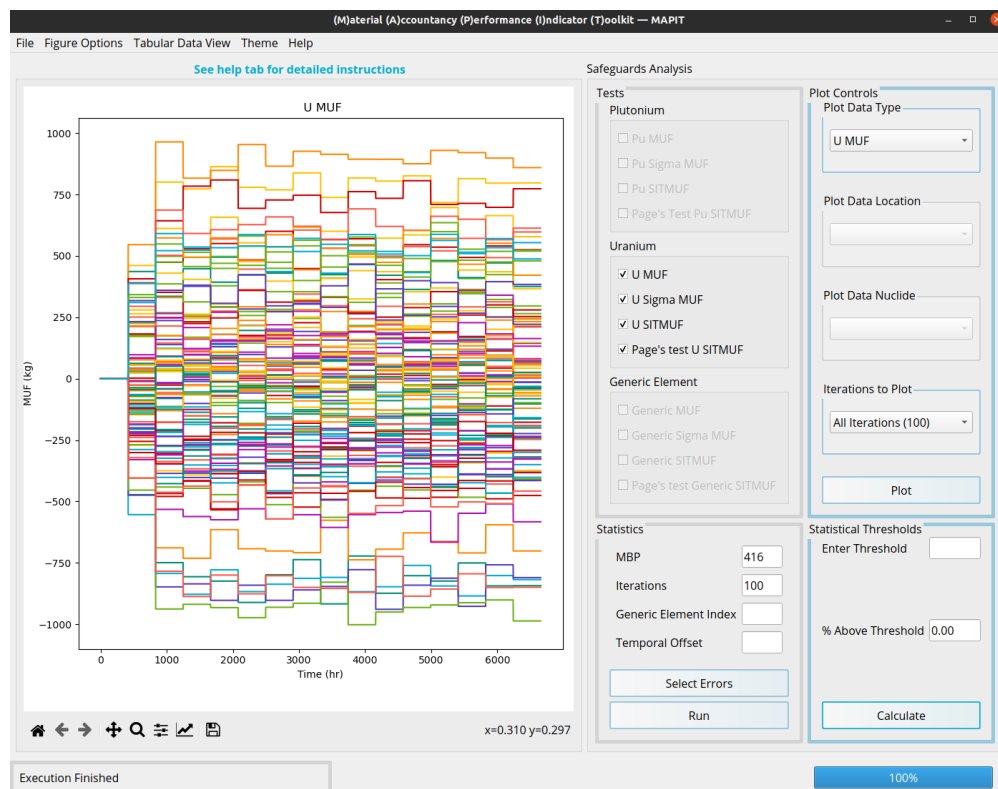 (M)aterial (A)ccountancy (P)erformance (I)ndicator (T)oolkit — MAPIT
File Figure Options Tabular Data View Theme Help
See help tab for detailed instructions
U MUF
1000
750
500
250
0
−250
−500
−750
−1000
MUF (kg)
0 1000 2000 3000 4000 5000 6000
Time (hr)
x=0.310 y=0.297
Safeguards Analysis
Tests
Plutonium
Pu MUF
Pu Sigma MUF
Pu SITMUF
Page's Test Pu SITMUF
Uranium
U MUF
U Sigma MUF
U SITMUF
Page's test U SITMUF
Generic Element
Generic MUF
Generic Sigma MUF
Generic SITMUF
Page's test Generic SITMUF
Statistics
MBP 416
Iterations 100
Generic Element Index
Temporal Offset
Select Errors
Run
Plot Controls
Plot Data Type
U MUF
Plot Data Location
Plot Data Nuclide
Iterations to Plot
All Iterations (100)
Plot
Statistical Thresholds
Enter Threshold
% Above Threshold 0.00
Calculate
Execution Finished
100%